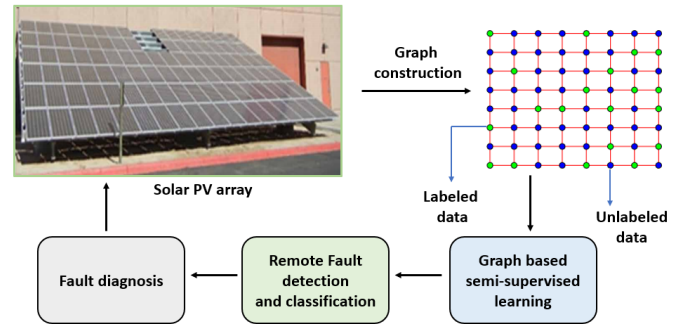 Graph
construction
Solar PV array
Labeled
data
Unlabeled
data
Graph based
semi-supervised
learning
Remote Fault
detection
and classification
Fault diagnosis